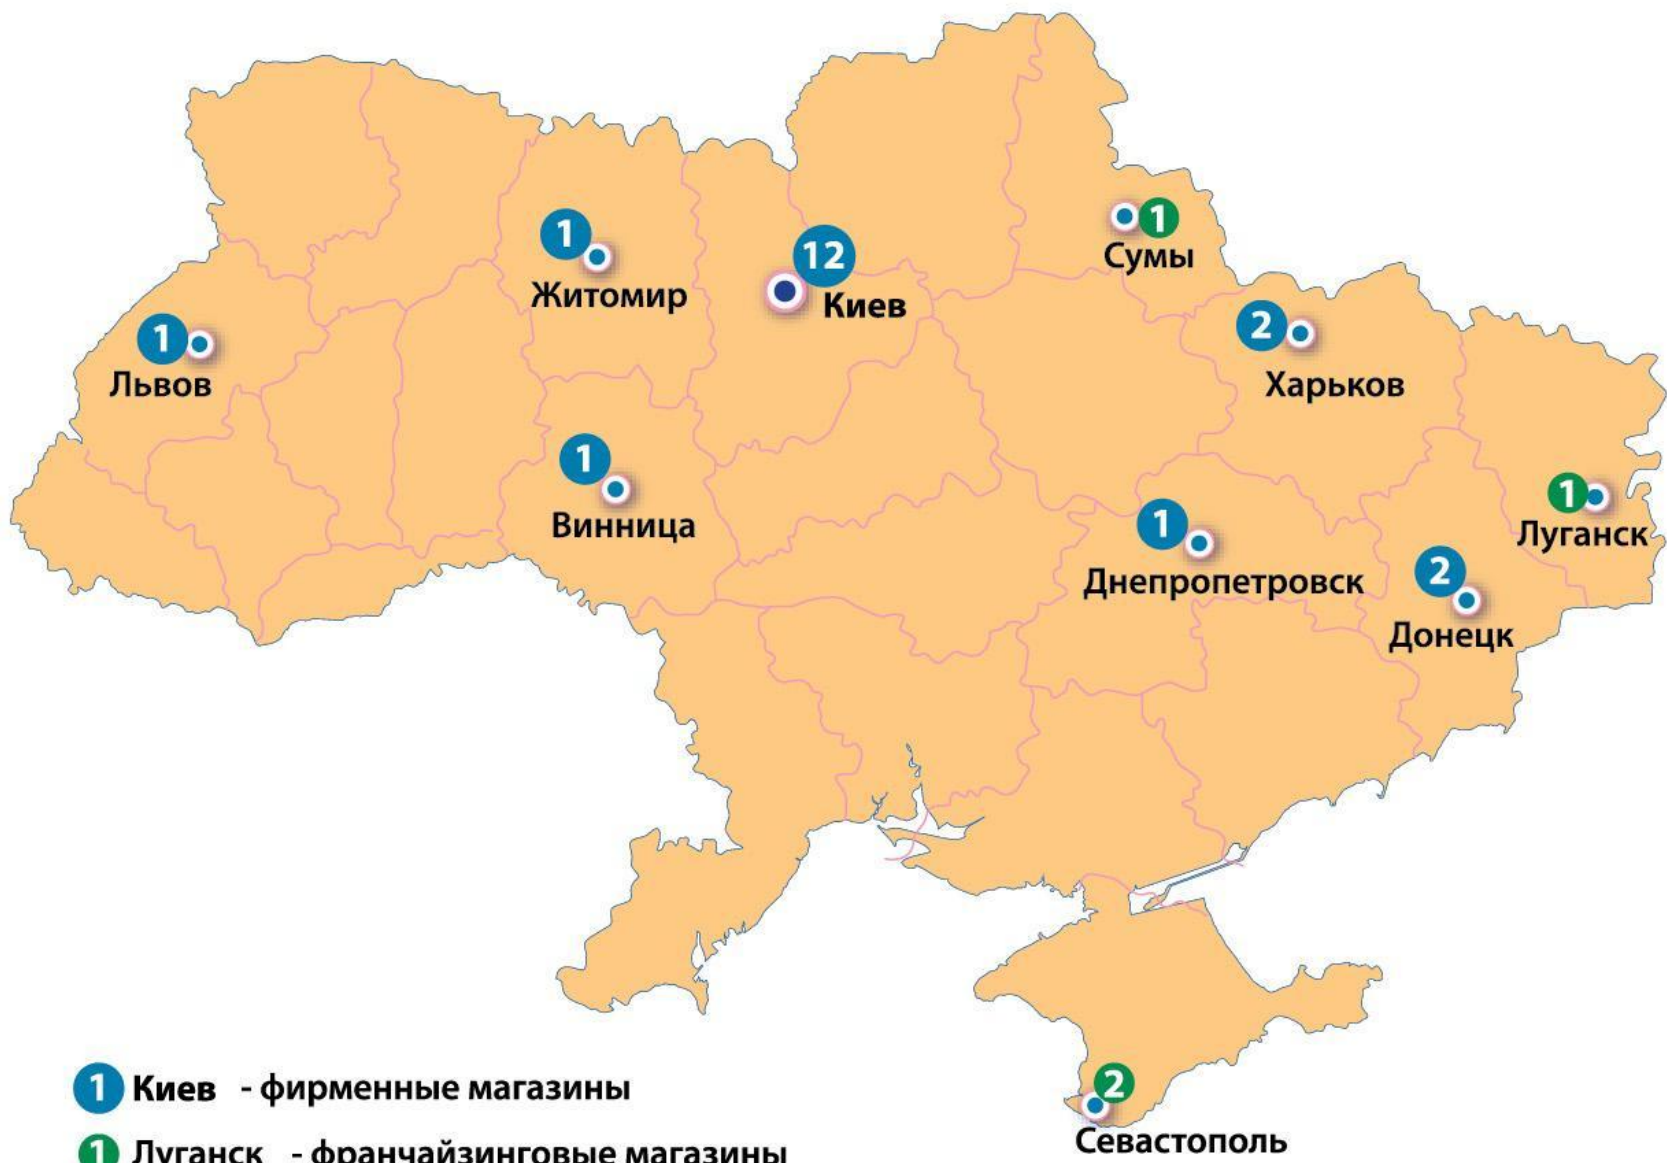 1
Сумы
12
Киев
1
Житомир
1
Львов
2
Харьков
1
Винница
1
Луганск
1
Днепропетровск
2
Донецк
2
Севастополь
1 Киев - фирменные магазины
1 Луганск - франчайзинговые магазины